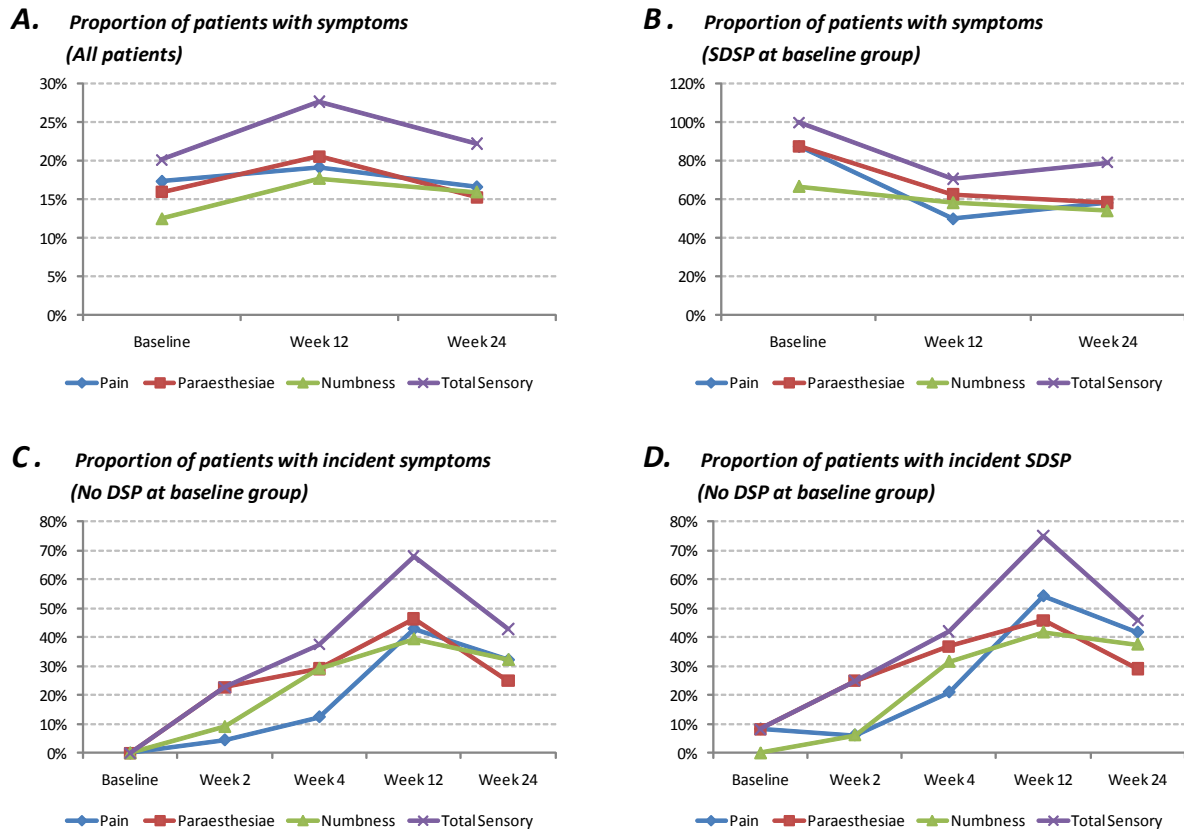 A. Proportion of patients with symptoms
(All patients)
30%
25%
20%
15%
10%
5%
0%
Baseline Week 12 Week 24
Pain Paraesthesiae Numbness Total Sensory
B. Proportion of patients with symptoms
(SDSP at baseline group)
120%
100%
80%
60%
40%
20%
0%
Baseline Week 12 Week 24
Pain Paraesthesiae Numbness Total Sensory
C. Proportion of patients with incident symptoms
(No DSP at baseline group)
80%
70%
60%
50%
40%
30%
20%
10%
0%
Baseline Week 2 Week 4 Week 12 Week 24
Pain Paraesthesiae Numbness Total Sensory
D. Proportion of patients with incident SDSP
(No DSP at baseline group)
80%
70%
60%
50%
40%
30%
20%
10%
0%
Baseline Week 2 Week 4 Week 12 Week 24
Pain Paraesthesiae Numbness Total Sensory